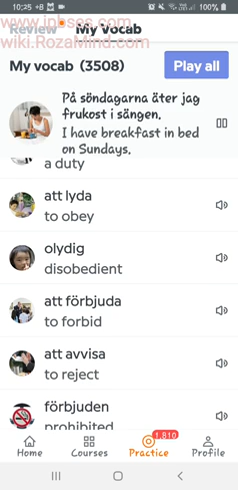 10:25
100%
www.iposes.com
Review My Vocab
wiki.RozaMind.com
My vocab (3508) Play all
På söndagarna äter jag
frukost i sängen.
I have breakfast in bed
on Sundays.
a duty
att lyda
to obey
olydig
disobedient
att förbjuda
to forbid
att avvisa
to reject
förbjuden
prohibited
1,810
Home Courses Practice Profile